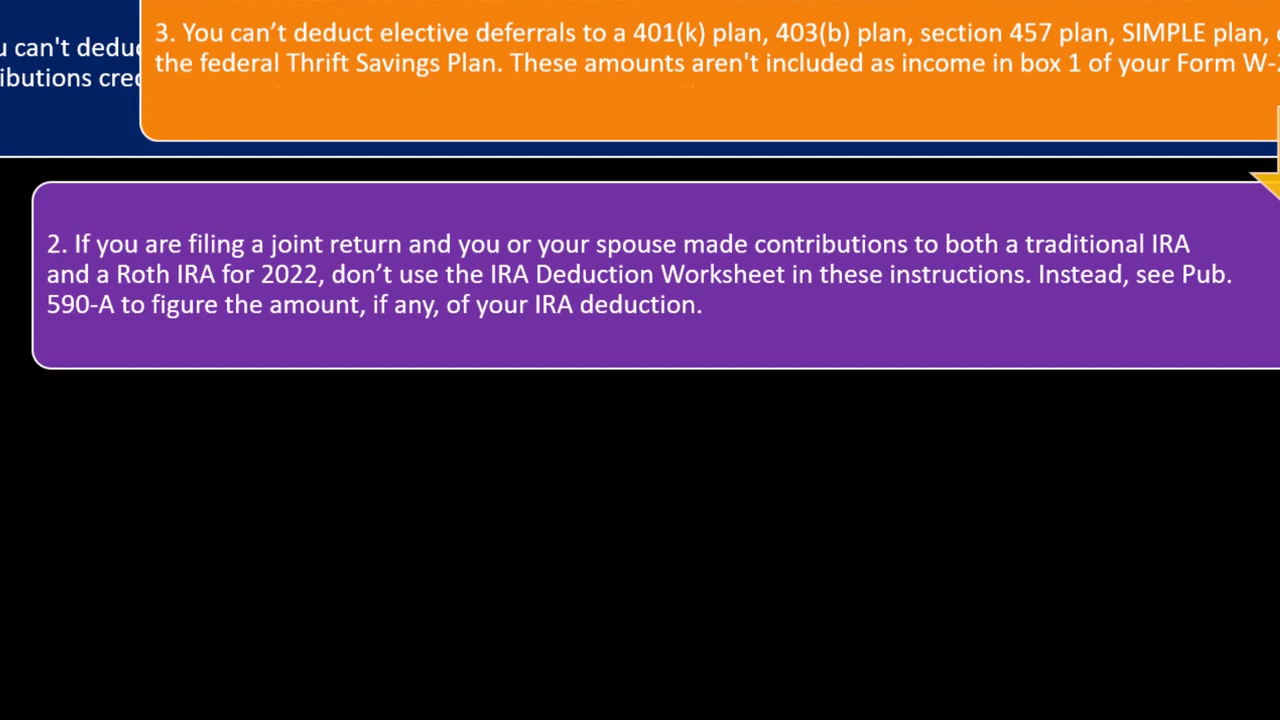 3. You can’t deduct elective deferrals to a 401(k) plan, 403(b) plan, section 457 plan, SIMPLE plan,
the federal Thrift Savings Plan. These amounts aren't included as income in box 1 of your Form
can't
2. If you are filing a joint return and you or your spouse made contributions to both a traditional IRA
and a Roth IRA for 2022, don’t use the IRA Deduction Worksheet in these instructions. Instead, see Pub.
590-A to figure the amount, if any, of your IRA deduction.